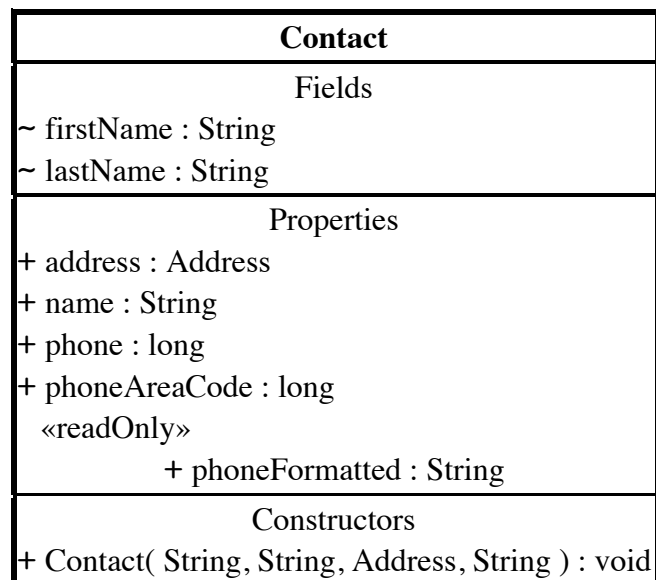 Contact
Fields
~ firstName : String
~ lastName : String
Properties
+ address : Address
+ name : String
+ phone : long
+ phoneAreaCode : long
«readOnly»
+ phoneFormatted : String
Constructors
+ Contact( String, String, Address, String ) : void